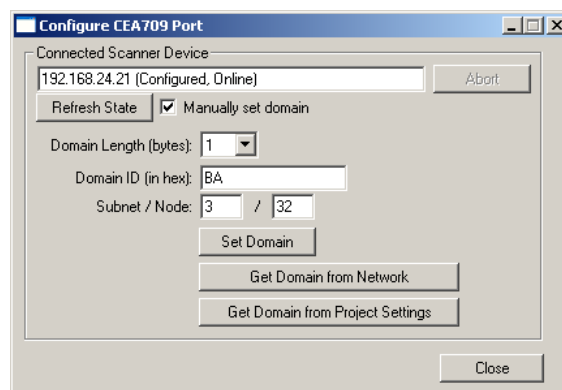 Configure CEA709 Port
Connected Scanner Device
192.168.24.21 (Configured, Online)
Abort
Refresh State
Manually set domain
Domain Length (bytes): 1
Domain ID (in hex): BA
Subnet / Node: 3 / 32
Set Domain
Get Domain from Network
Get Domain from Project Settings
Close